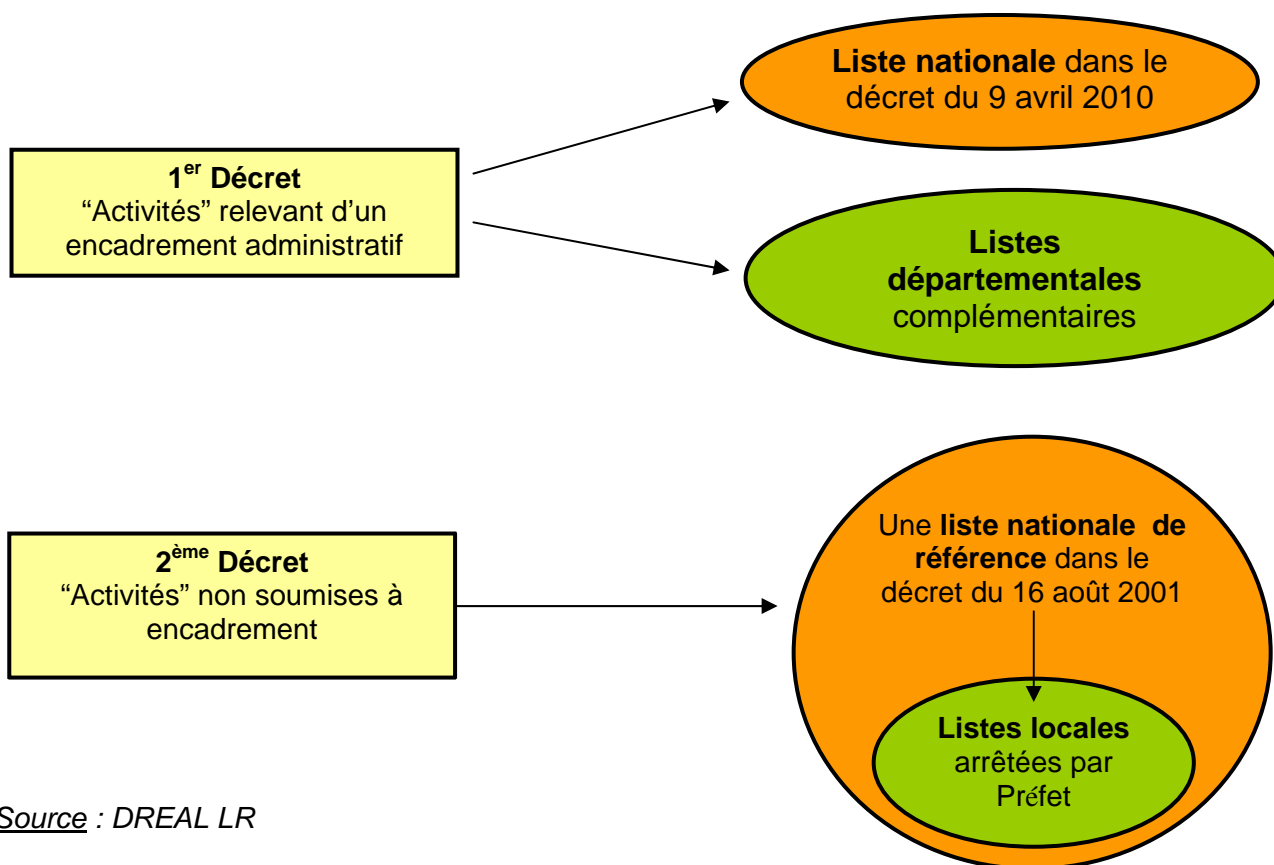 Liste nationale dans le
décret du 9 avril 2010
1er Décret
“Activités” relevant d’un
encadrement administratif
Listes
départementales
complémentaires
2ème Décret
“Activités” non soumises à
encadrement
Une liste nationale de
référence dans le
décret du 16 août 2001
Listes locales
arrêtées par
Préfet
Source : DREAL LR